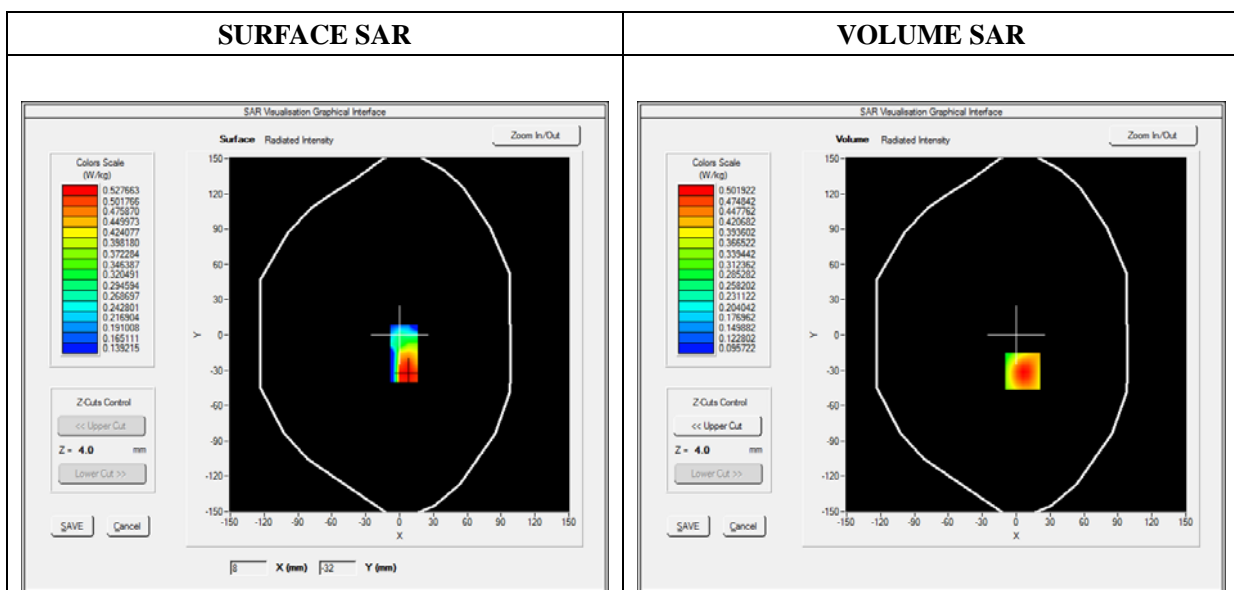 SURFACE SAR
SAR Visualisation Graphical Interface
Surface Radiated Intensity
Zoom In/Out
Colors Scale
(W/kg)
0.527663
0.501766
0.475870
0.449973
0.424077
0.398180
0.372284
0.346387
0.320491
0.294594
0.268697
0.242801
0.216904
0.191008
0.165111
0.139215
Z-Cuts Control
<< Upper Cut
Z = 4.0 mm
Lower Cut >>
SAVE Cancel
150
120
90
60
30
0
-30
-60
-90
-120
-150
Y
-150 -120 -90 -60 -30 0 30 60 90 120 150
X
8 X (mm) -32 Y (mm)
VOLUME SAR
SAR Visualisation Graphical Interface
Volume Radiated Intensity
Zoom In/Out
Colors Scale
(W/kg)
0.501922
0.474842
0.447762
0.420682
0.393602
0.366522
0.339442
0.312362
0.285282
0.258202
0.231122
0.204042
0.176962
0.149882
0.122802
0.095722
Z-Cuts Control
<< Upper Cut
Z = 4.0 mm
Lower Cut >>
SAVE Cancel
150
120
90
60
30
0
-30
-60
-90
-120
-150
Y
-150 -120 -90 -60 -30 0 30 60 90 120 150
X